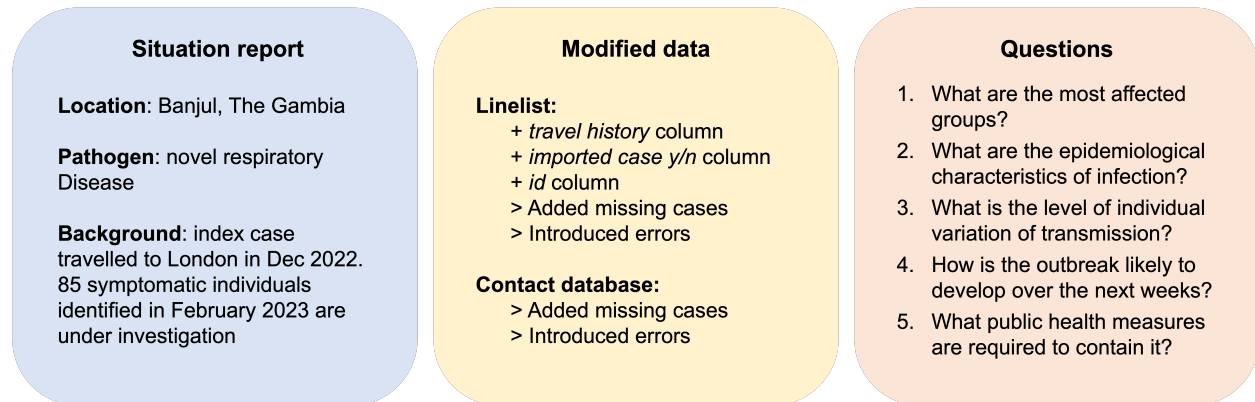 Situation report
Location: Banjul, The Gambia
Pathogen: novel respiratory
Disease
Background: index case
travelled to London in Dec 2022.
85 symptomatic individuals
identified in February 2023 are
under investigation
Modified data
Linelist:
+ travel history column
+ imported case y/n column
+ id column
> Added missing cases
> Introduced errors
Contact database:
> Added missing cases
> Introduced errors
Questions
1. What are the most affected
groups?
2. What are the epidemiological
characteristics of infection?
3. What is the level of individual
variation of transmission?
4. How is the outbreak likely to
develop over the next weeks?
5. What public health measures
are required to contain it?